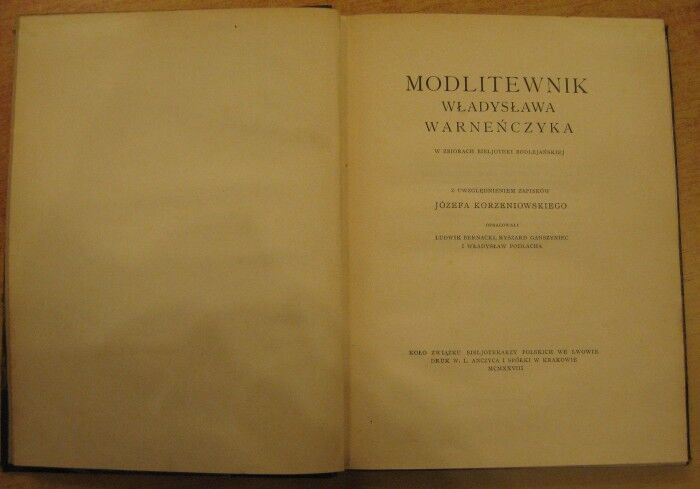 MODLITEWNIK
WŁADYSŁAWA
WARNEŃCZYKA
W ZBIORACH BIBLJOTEKI BODLEJAŃSKIEJ
Z UWZGLĘDNIENIEM ZAPISKÓW
JÓZEFA KORZENIOWSKIEGO
OPRACOWALI
LUDWIK BERNACKI, RYSZARD GANSZYNIEC
I WŁADYSŁAW PODLACHA
KOŁO ZWIĄZKU BIBLJOTEKARZY POLSKICH WE LWOWIE
DRUK W. L. ANCZYCA I SPÓŁKI W KRAKOWIE
MCMXXVIII